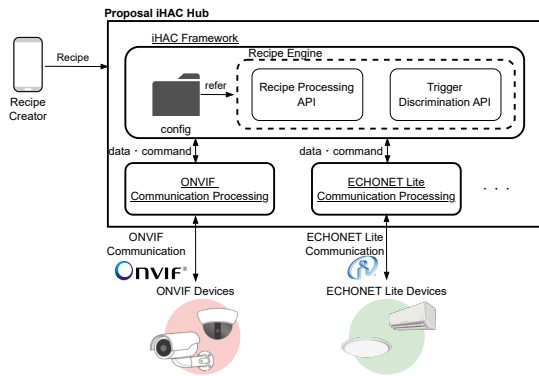 Proposal iHAC Hub
iHAC Framework
Recipe Engine
Recipe
Recipe
Creator
refer
config
Recipe Processing
API
Trigger
Discrimination API
data・command
data・command
ONVIF
Communication Processing
ECHONET Lite
Communication Processing
. . .
ONVIF
Communication
ONVIF®
ONVIF Devices
ECHONET Lite
Communication
ECHONET Lite Devices